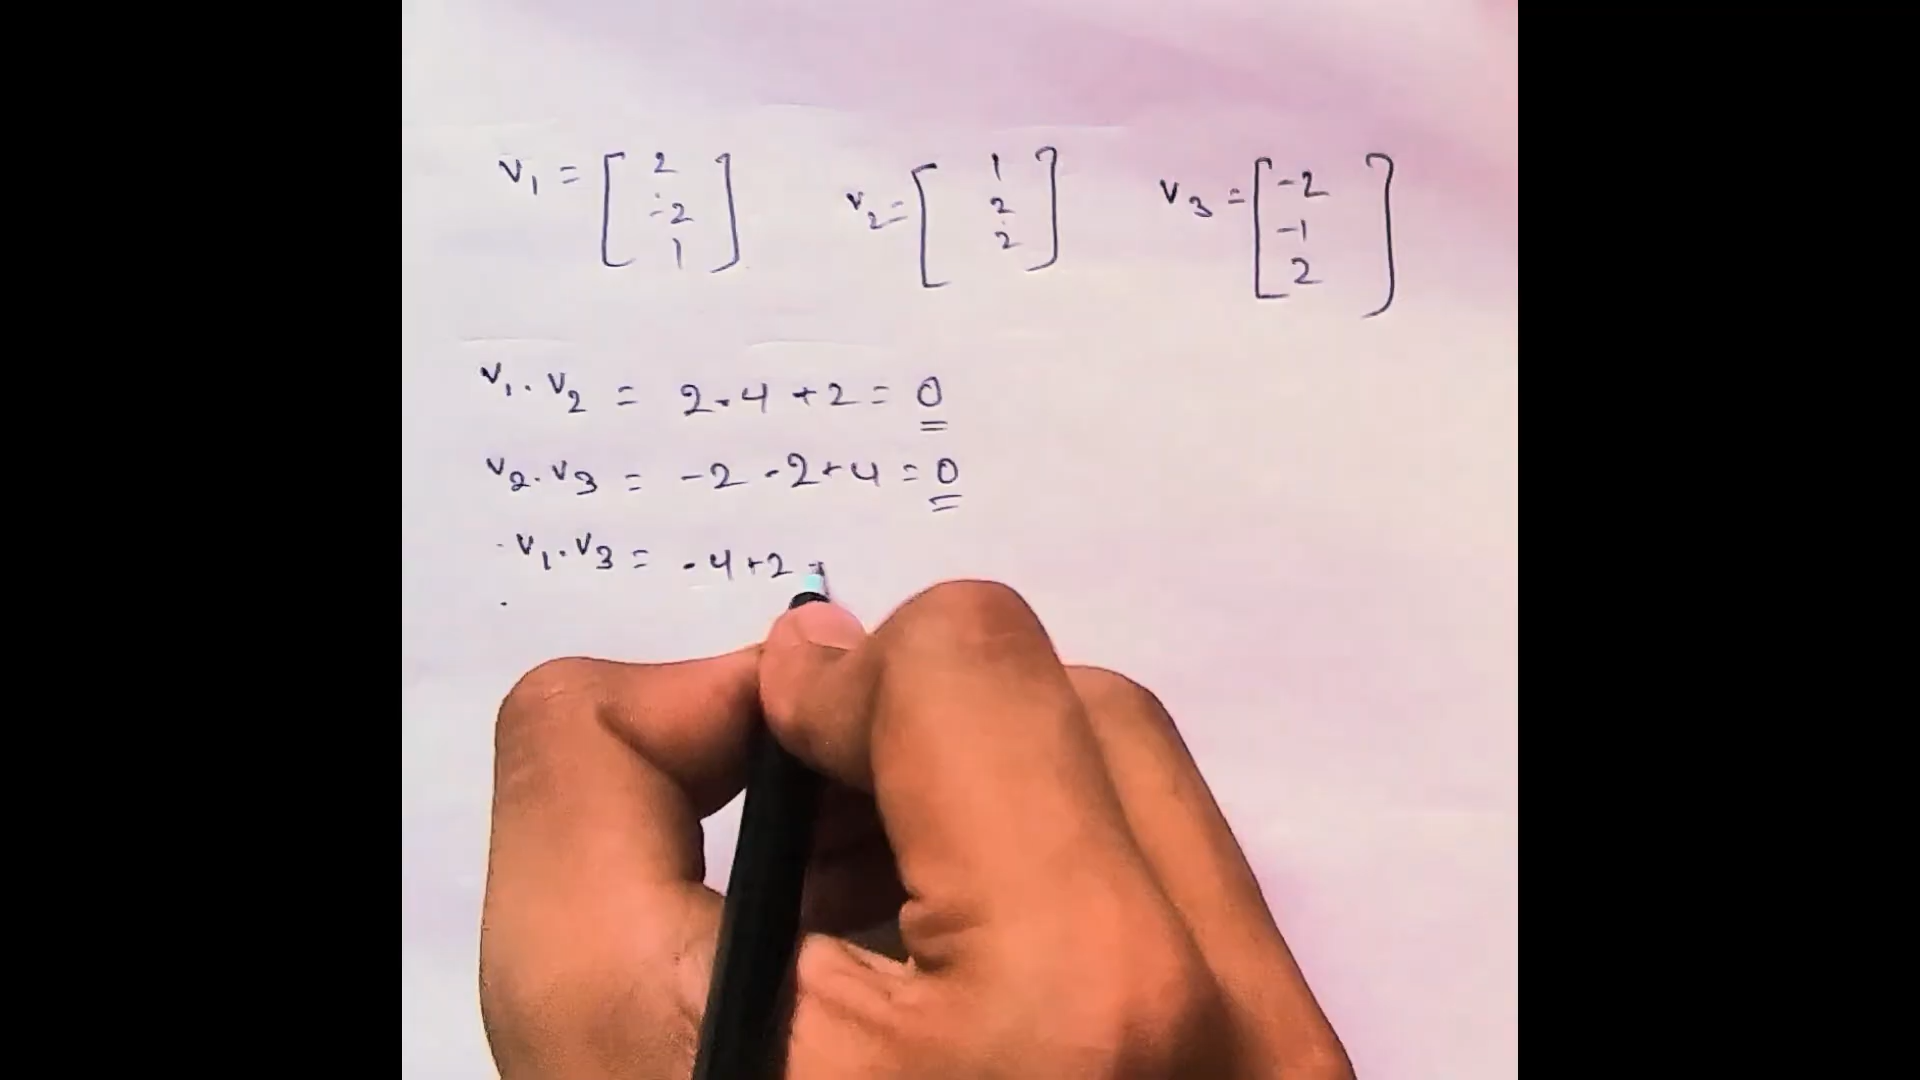 v₁ = [ 2 -2 1 ] v₂ = [ 1 2 2 ] v₃ = [ -2 -1 2 ]
v₁ . v₂ = 2 - 4 + 2 = 0
v₂ . v₃ = -2 - 2 + 4 = 0
v₁ . v₃ = -4 + 2 +